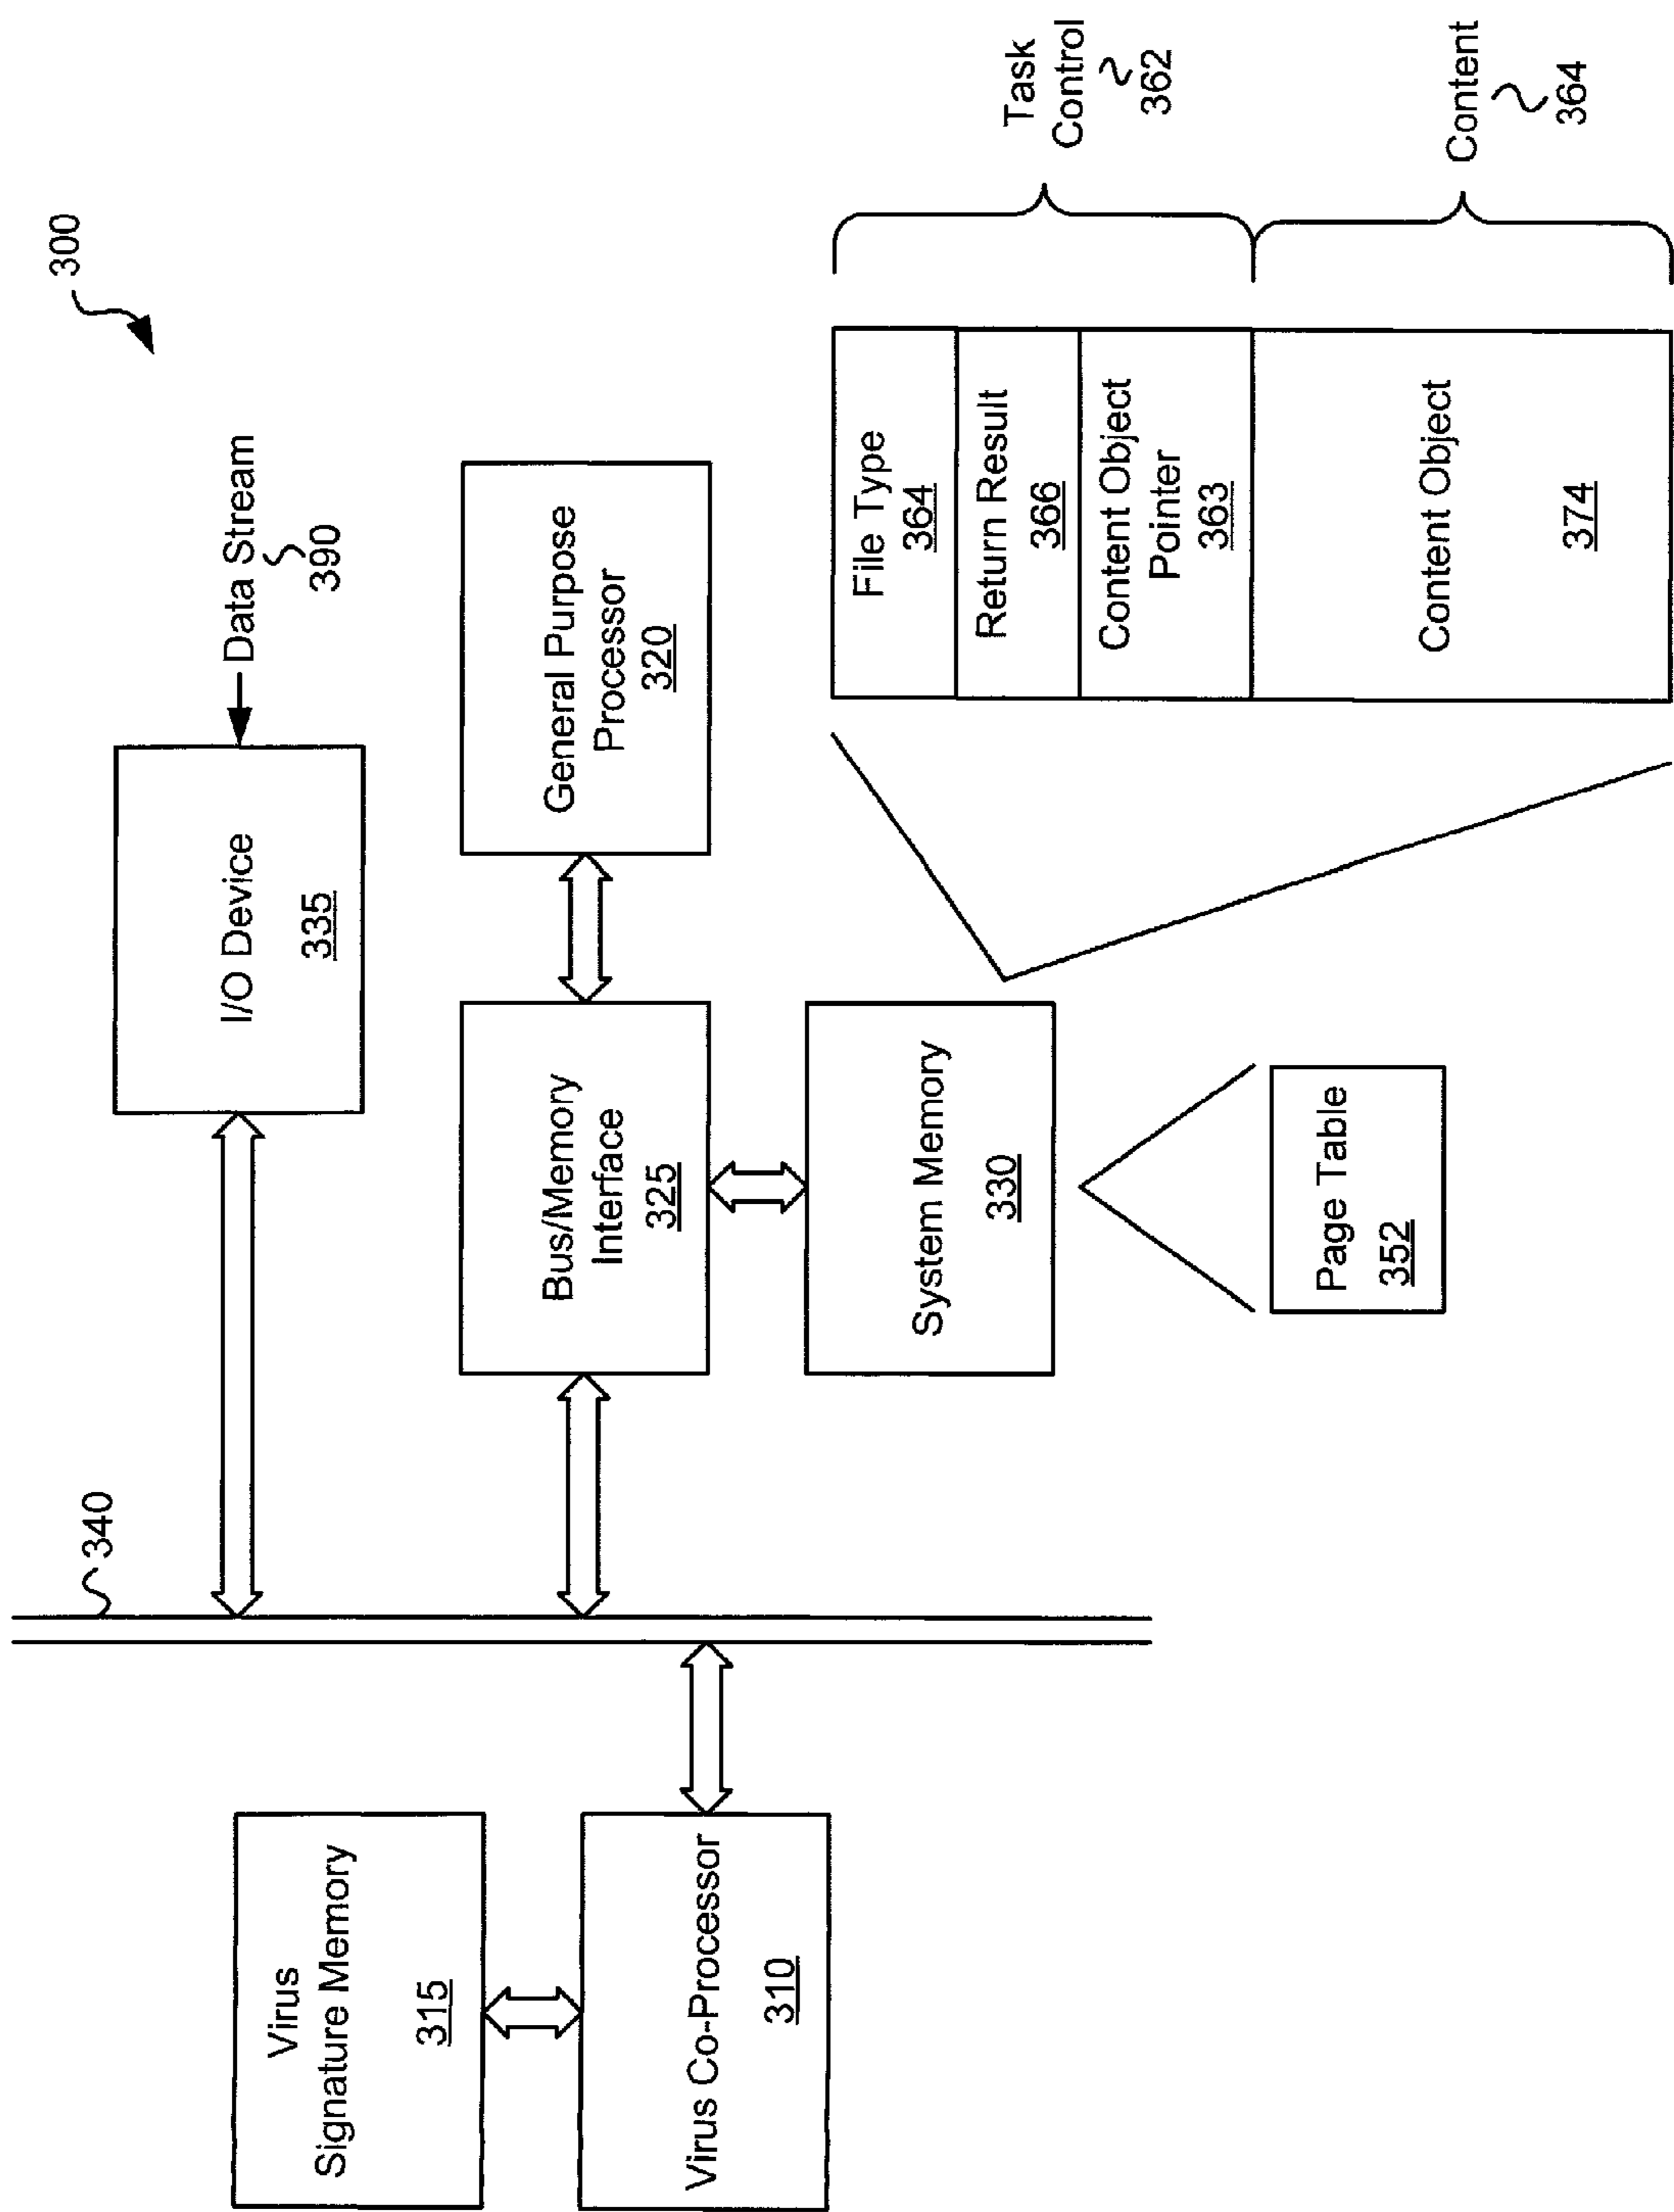 300
340
Data Stream
390
I/O Device
335
Virus
Signature Memory
315
Bus/Memory
Interface
325
General Purpose
Processor
320
Virus Co-Processor
310
System Memory
330
Page Table
352
File Type
364
Return Result
366
Content Object
Pointer
363
Content Object
374
Task
Control
362
Content
364